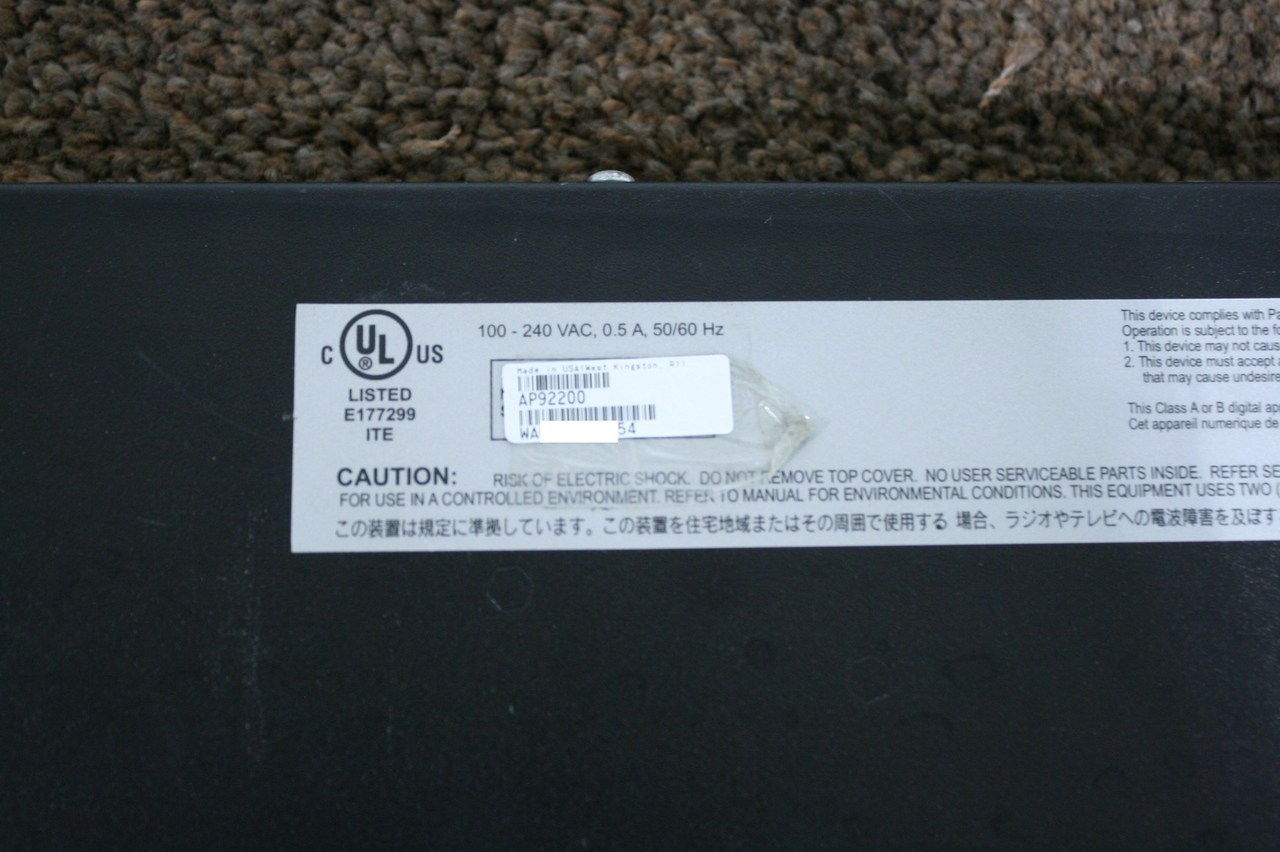 C UL ® US
LISTED
E177299
ITE
100 - 240 VAC, 0.5 A, 50/60 Hz
Made in USA(West Kingston RI)
AP92200
WA 54
CAUTION: RISK OF ELECTRIC SHOCK. DO NOT REMOVE TOP COVER. NO USER SERVICEABLE PARTS INSIDE. REFER SE
FOR USE IN A CONTROLLED ENVIRONMENT. REFER TO MANUAL FOR ENVIRONMENTAL CONDITIONS. THIS EQUIPMENT USES TWO
この装置は規定に準拠しています。この装置を住宅地域またはその周囲で使用する 場合、ラジオやテレビへの電波障害を及ぼす
This device complies with Pa
Operation is subject to the fo
1. This device may not caus
2. This device must accept a
that may cause undesire
This Class A or B digital ap
Cet appareil numerique de